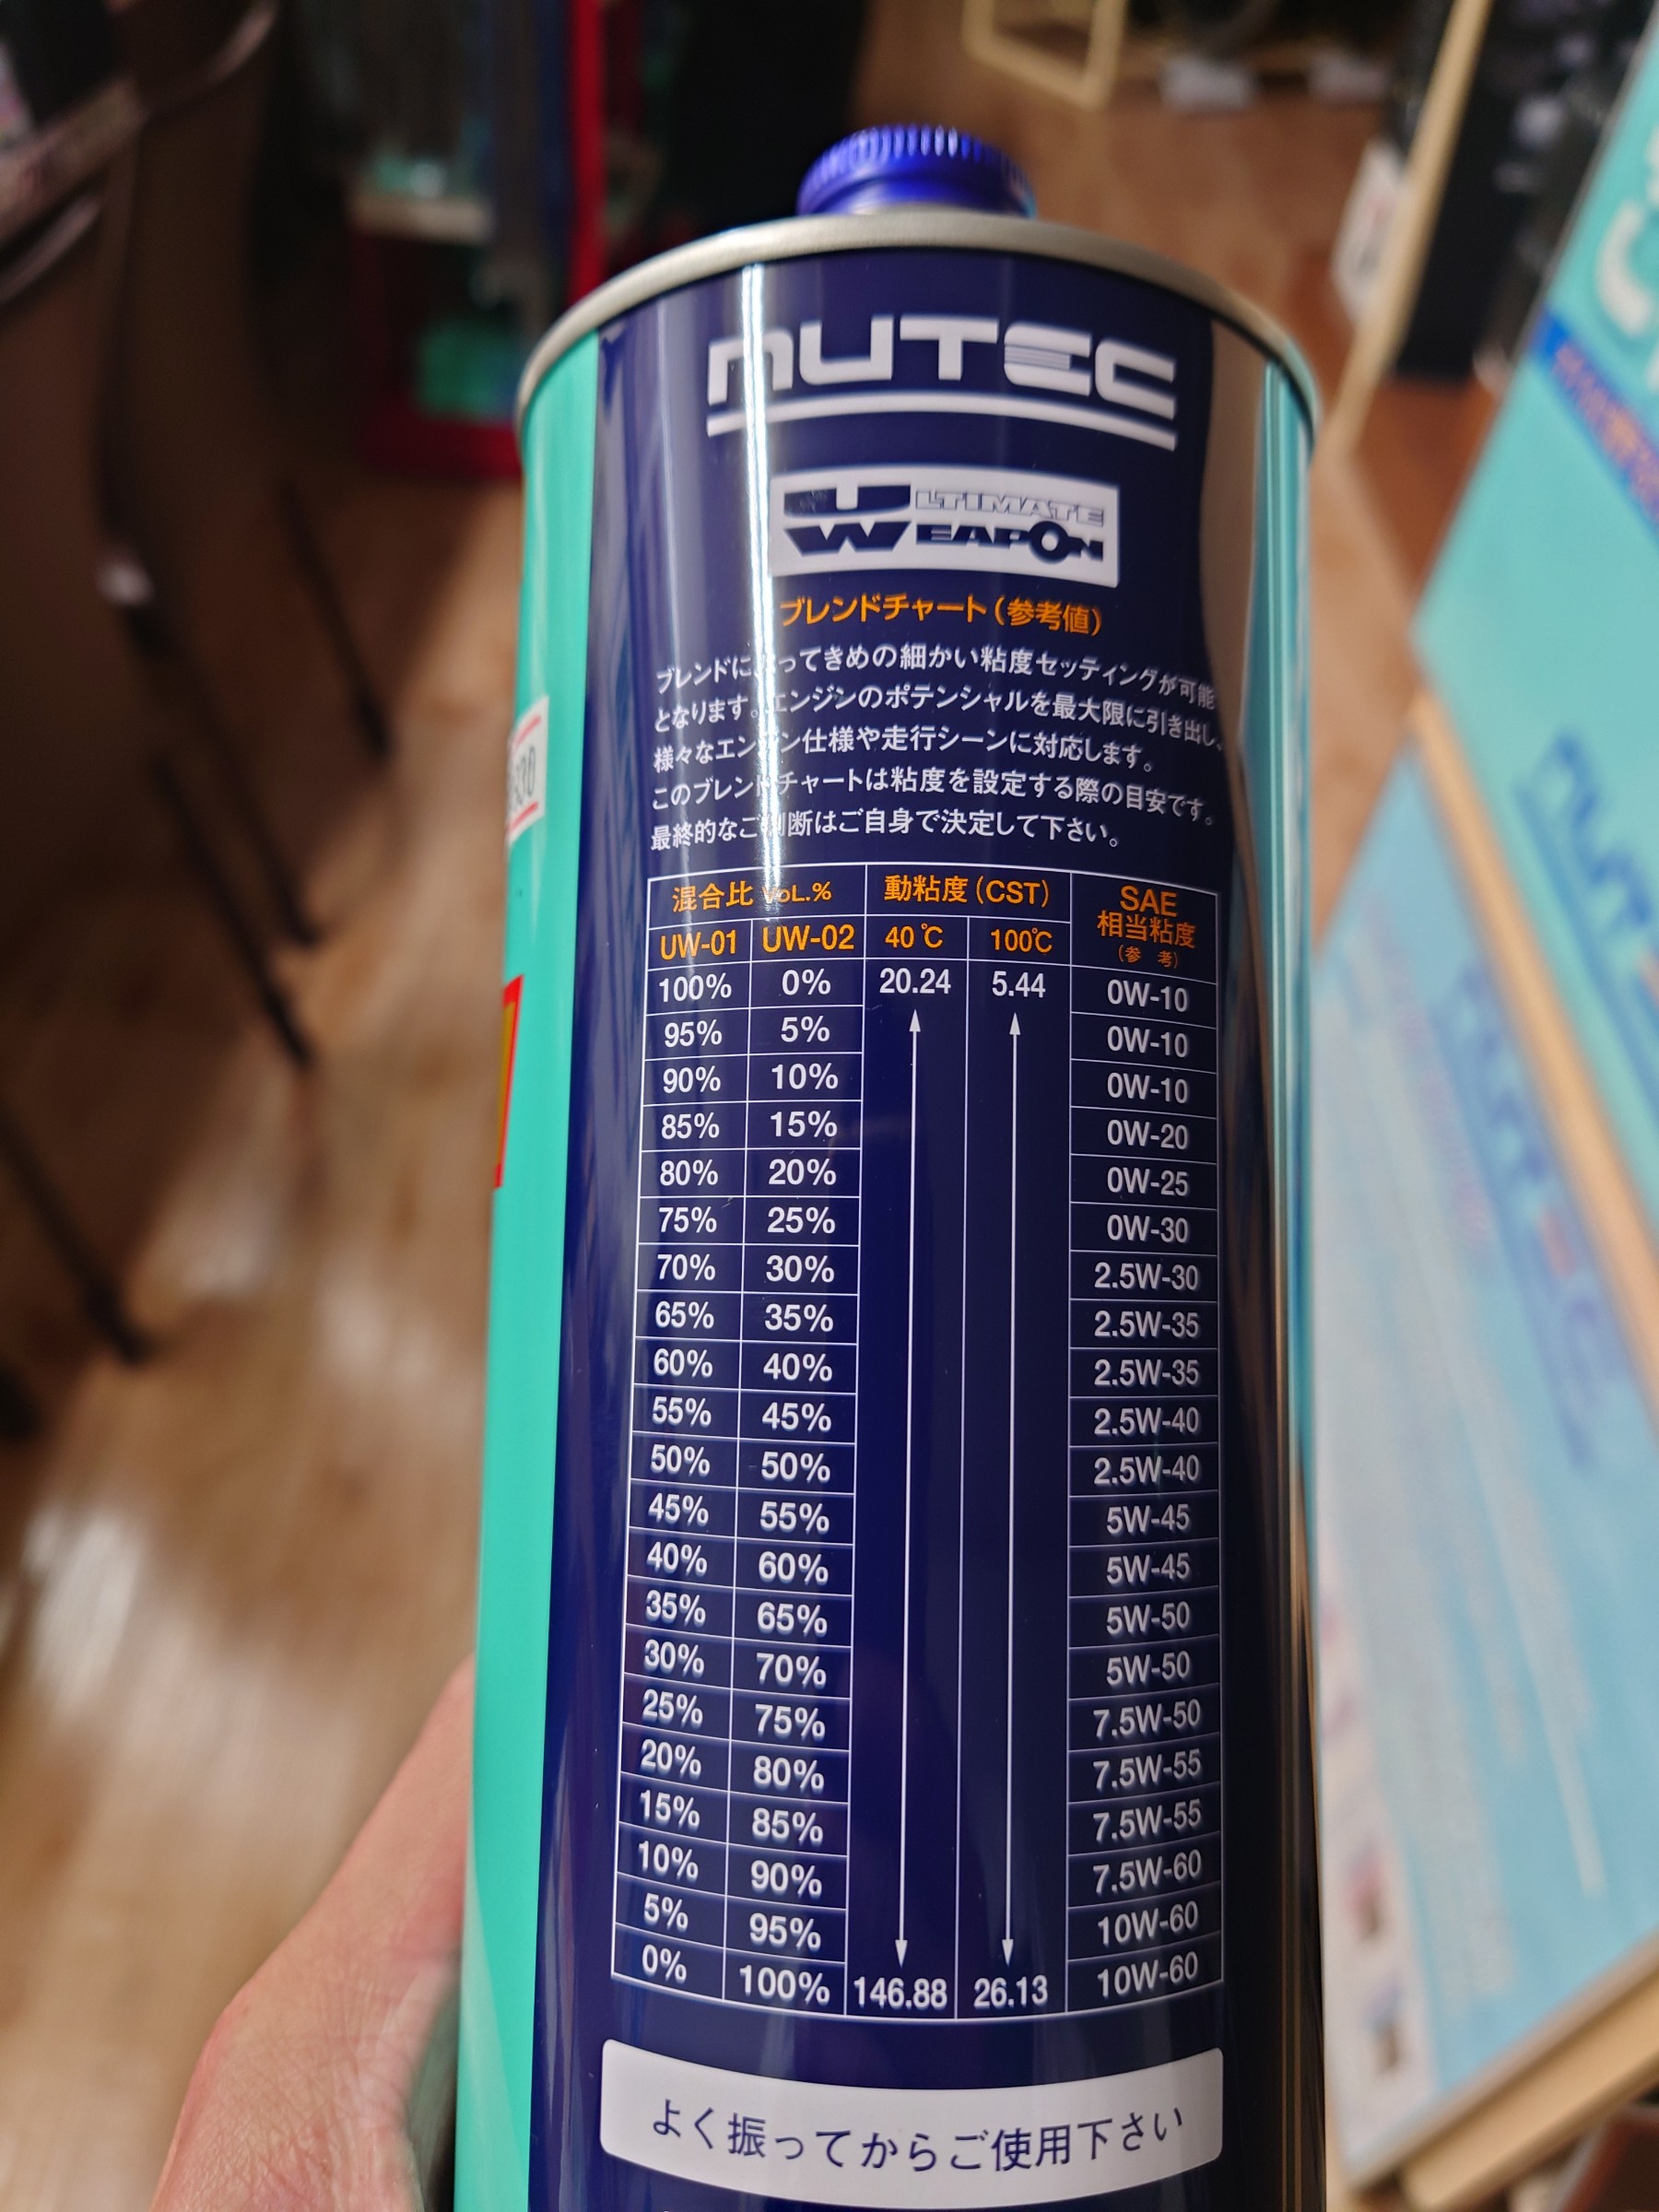 NUTEC
ULTIMATE
WEAPON
ブレンドチャート(参考値)
ブレンドによってきめの細かい粘度セッティングが可能
となります。エンジンのポテンシャルを最大限に引き出し、
様々なエンジン仕様や走行シーンに対応します。
このブレンドチャートは粘度を設定する際の目安です。
最終的なご判断はご自身で決定して下さい。
混合比 VOL.% 動粘度(CST) SAE
相当粘度
(参 考)
UW-01 UW-02 40℃ 100℃
100% 0% 20.24 5.44 0W-10
95% 5% 0W-10
90% 10% 0W-10
85% 15% 0W-20
80% 20% 0W-25
75% 25% 0W-30
70% 30% 2.5W-30
65% 35% 2.5W-35
60% 40% 2.5W-35
55% 45% 2.5W-40
50% 50% 2.5W-40
45% 55% 5W-45
40% 60% 5W-45
35% 65% 5W-50
30% 70% 5W-50
25% 75% 7.5W-50
20% 80% 7.5W-55
15% 85% 7.5W-55
10% 90% 7.5W-60
5% 95% 10W-60
0% 100% 146.88 26.13 10W-60
よく振ってからご使用下さい